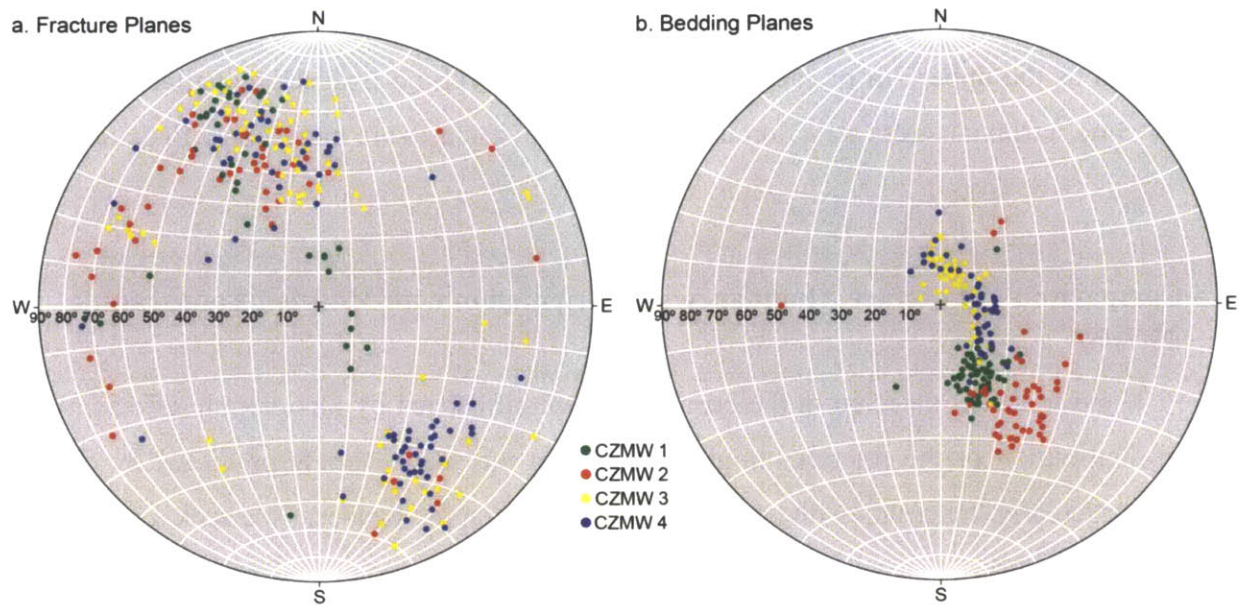 a. Fracture Planes
N
W
90° 80° 70° 60° 50° 40° 30° 20° 10°
E
S
CZMW 1
CZMW 2
CZMW 3
CZMW 4
b. Bedding Planes
N
W
90° 80° 70° 60° 50° 40° 30° 20° 10°
E
S